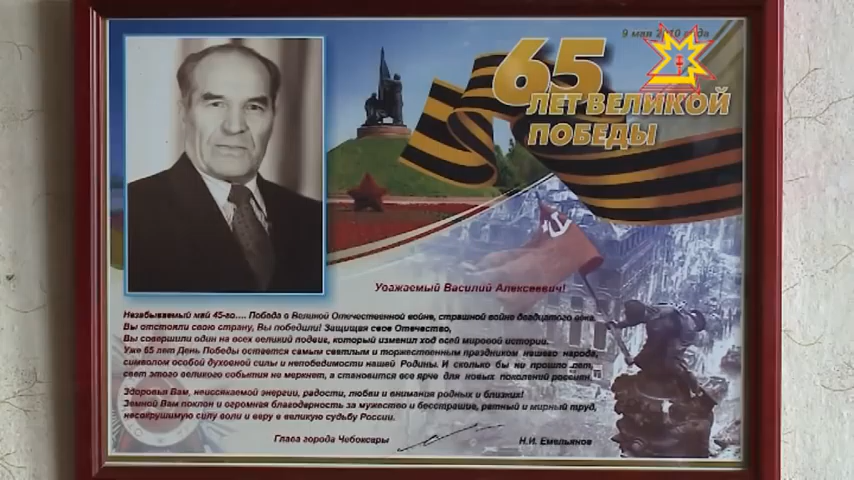 9 мая 2010 года
65
ЛЕТ ВЕЛИКОЙ
ПОБЕДЫ
Уважаемый Василий Алексеевич!
Незабываемый май 45-го.... Победа в Великой Отечественной войне, страшной войне двадцатого века.
Вы отстояли свою страну, Вы победили! Защищая свое Отечество,
Вы совершили один на всех великий подвиг, который изменил ход всей мировой истории.
Уже 65 лет День Победы остается самым светлым и торжественным праздником нашего народа,
символом особой духовной силы и непобедимости нашей Родины. И сколько бы ни прошло лет,
свет этого великого события не меркнет, а становится все ярче для новых поколений россиян.
Здоровья Вам, неиссякаемой энергии, радости, любви и внимания родных и близких!
Земной Вам поклон и огромная благодарность за мужество и бесстрашие, ратный и мирный труд,
несокрушимую силу воли и веру в великую судьбу России.
Глава города Чебоксары Н.И. Емельянов